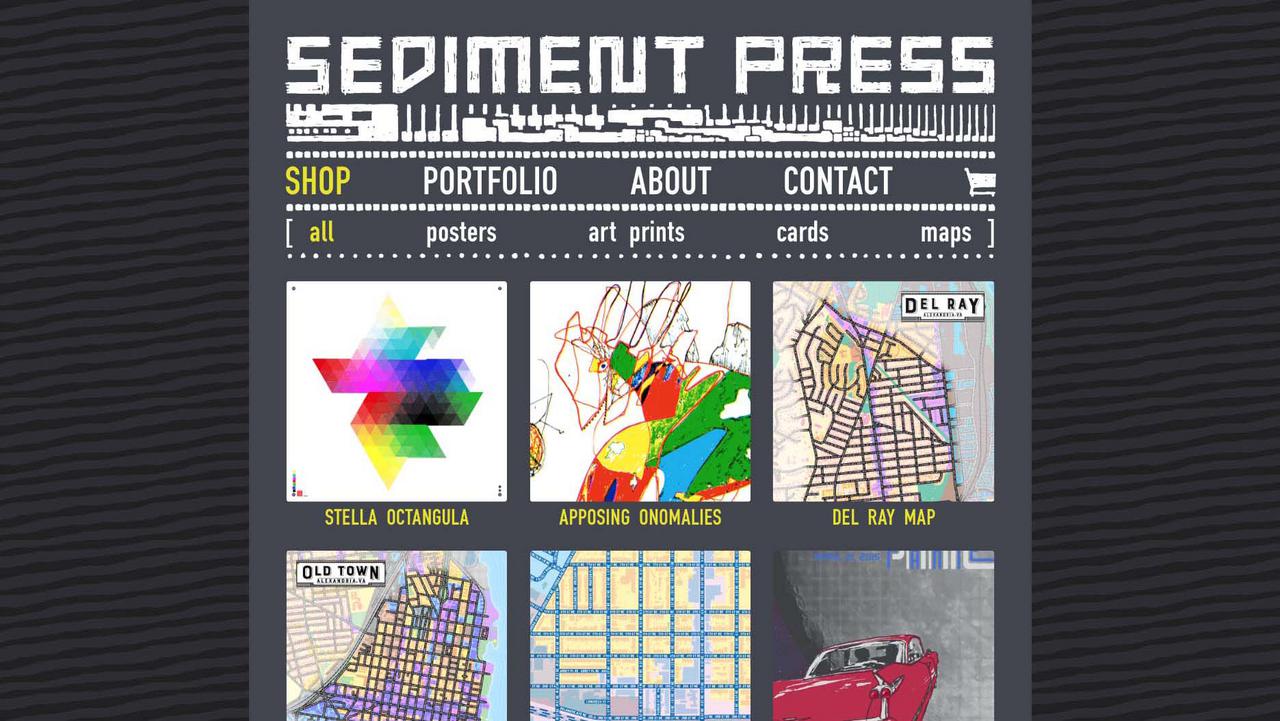 SEDIMENT PRESS
SHOP PORTFOLIO ABOUT CONTACT
[ all posters art prints cards maps ]
DEL RAY
ALEXANDRIA-VA
STELLA OCTANGULA APPOSING ONOMALIES DEL RAY MAP
OLD TOWN
ALEXANDRIA-VA